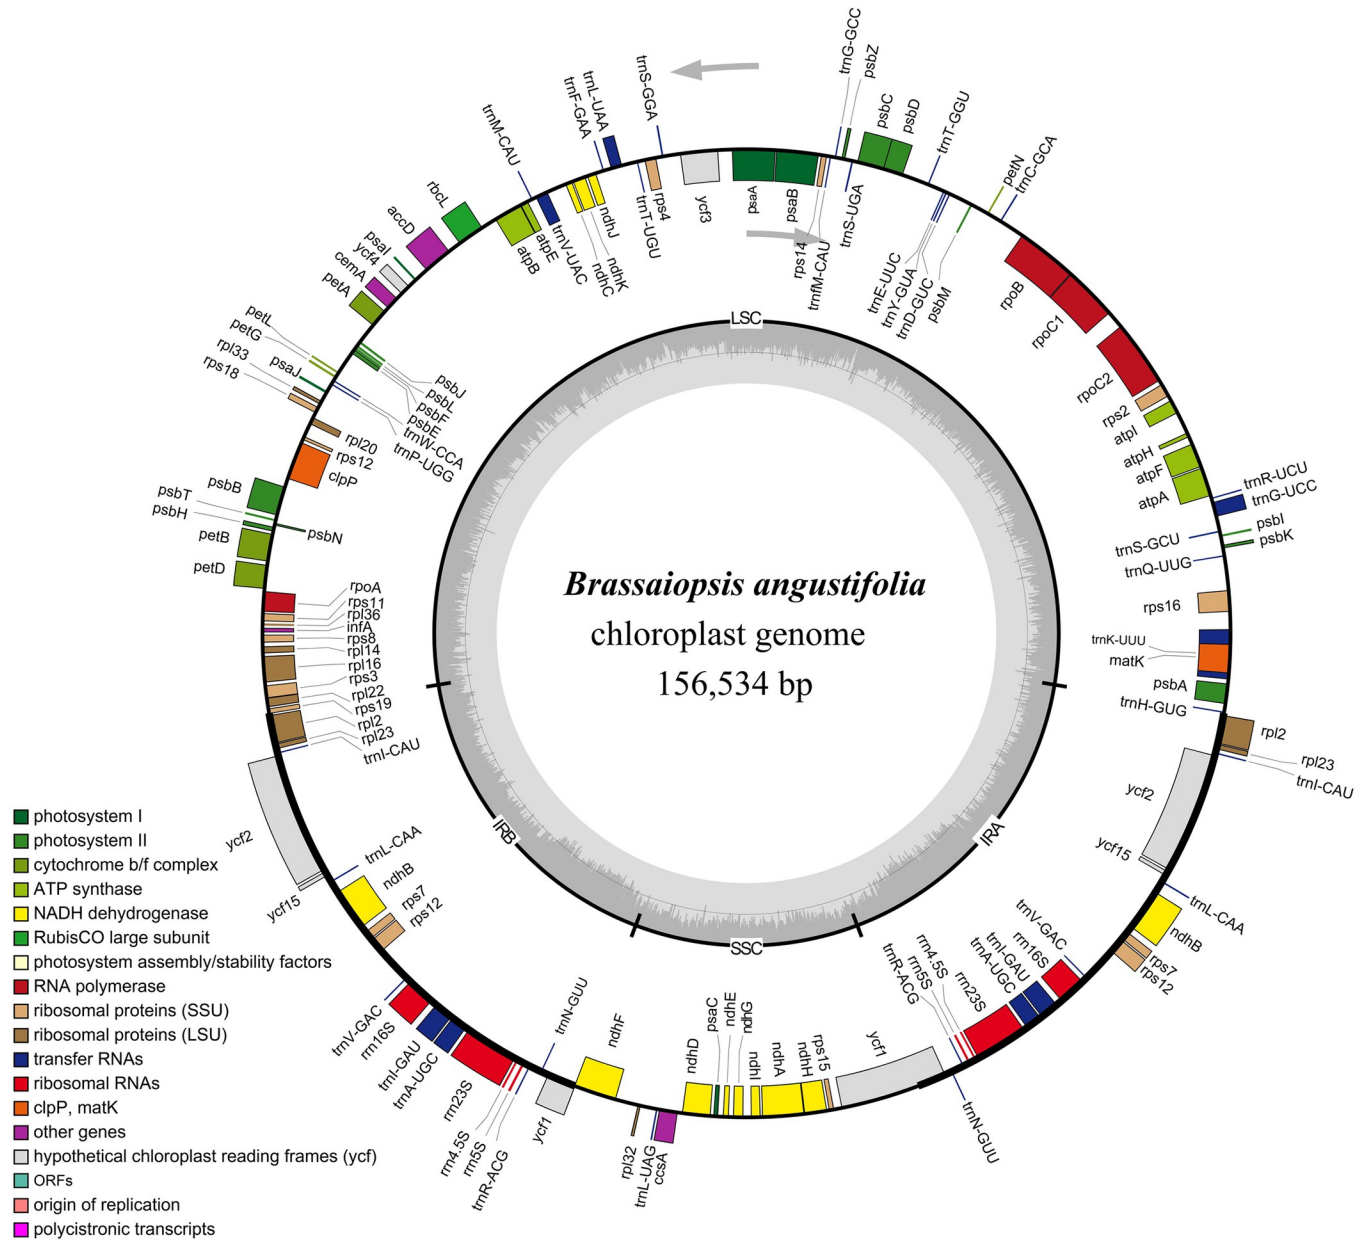 Brassaiopsis angustifolia
chloroplast genome
156,534 bp
LSC
IRA
SSC
IRB
trnG-GCC
psbZ
psbC
psbD
trnT-GGU
petN
trnC-GCA
psaA
psaB
rps14
trnfM-CAU
trnS-UGA
trnE-UUC
trnY-GUA
trnD-GUC
psbM
rpoB
rpoC1
rpoC2
rps2
atpI
atpH
atpF
atpA
trnR-UCU
trnG-UCC
psbI
psbK
trnS-GCU
trnQ-UUG
rps16
trnK-UUU
matK
psbA
trnH-GUG
rpl2
rpl23
trnI-CAU
ycf2
ycf15
trnL-CAA
ndhB
rps7
rps12
trnV-GAC
rrn16S
trnI-GAU
trnA-UGC
rrn23S
rrn4.5S
rrn5S
trnR-ACG
trnN-GUU
ycf1
rps15
ndhH
ndhA
ndhI
ndhG
ndhE
psaC
ndhD
ccsA
trnL-UAG
rpl32
ndhF
trnN-GUU
ycf1
trnR-ACG
rrn5S
rrn4.5S
rrn23S
trnA-UGC
trnI-GAU
rrn16S
trnV-GAC
rps12
rps7
ndhB
trnL-CAA
ycf15
ycf2
trnI-CAU
rpl23
rpl2
rps19
rpl22
rps3
rpl16
rpl14
rps8
infA
rpl36
rps11
rpoA
petD
petB
psbH
psbT
psbN
psbB
clpP
rps12
rpl20
rps18
rpl33
psaJ
petG
petL
trnP-UGG
trnW-CCA
psbE
psbF
psbL
psbJ
petA
cemA
ycf4
psaI
accD
rbcL
atpB
atpE
trnM-CAU
trnV-UAC
ndhC
ndhK
ndhJ
trnF-GAA
trnL-UAA
trnT-UGU
rps4
trnS-GGA
ycf3
photosystem I
photosystem II
cytochrome b/f complex
ATP synthase
NADH dehydrogenase
RubisCO large subunit
photosystem assembly/stability factors
RNA polymerase
ribosomal proteins (SSU)
ribosomal proteins (LSU)
transfer RNAs
ribosomal RNAs
clpP, matK
other genes
hypothetical chloroplast reading frames (ycf)
ORFs
origin of replication
polycistronic transcripts